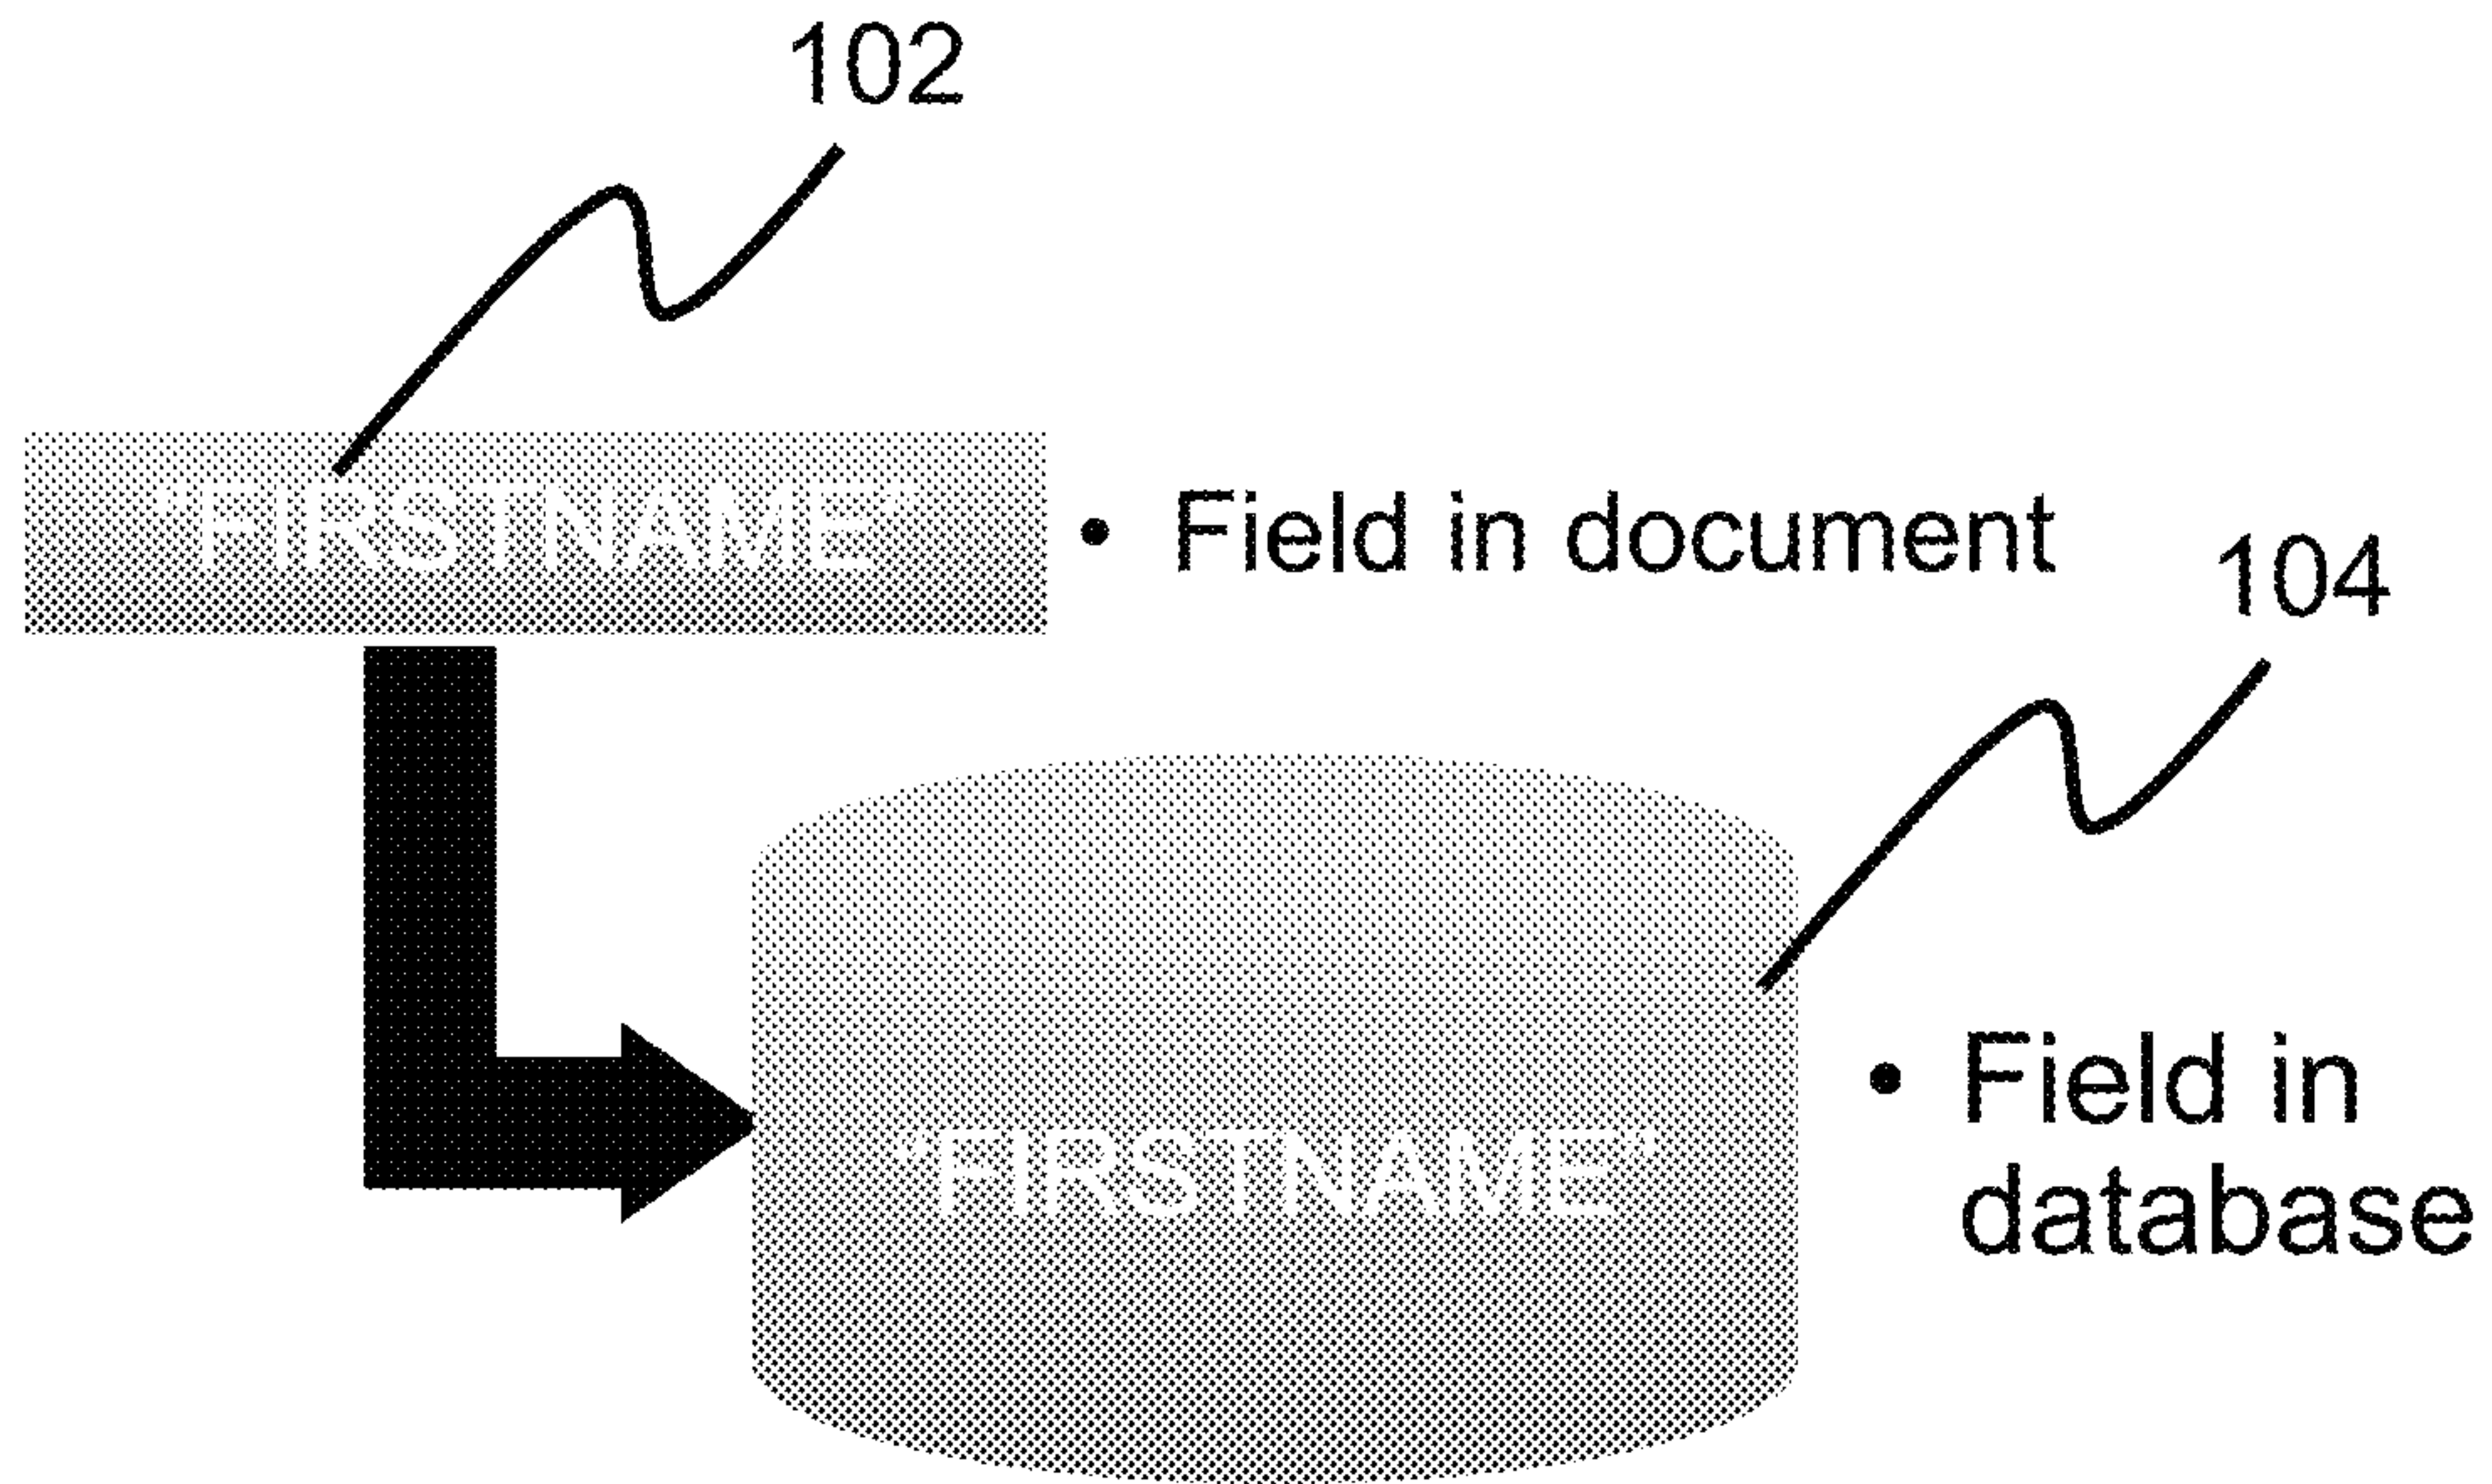 102
"FIRSTNAME"
• Field in document
104
"FIRSTNAME"
• Field in
database